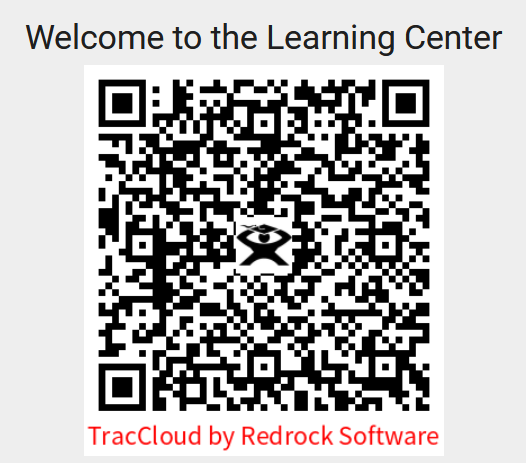 Welcome to the Learning Center
TracCloud by Redrock Software